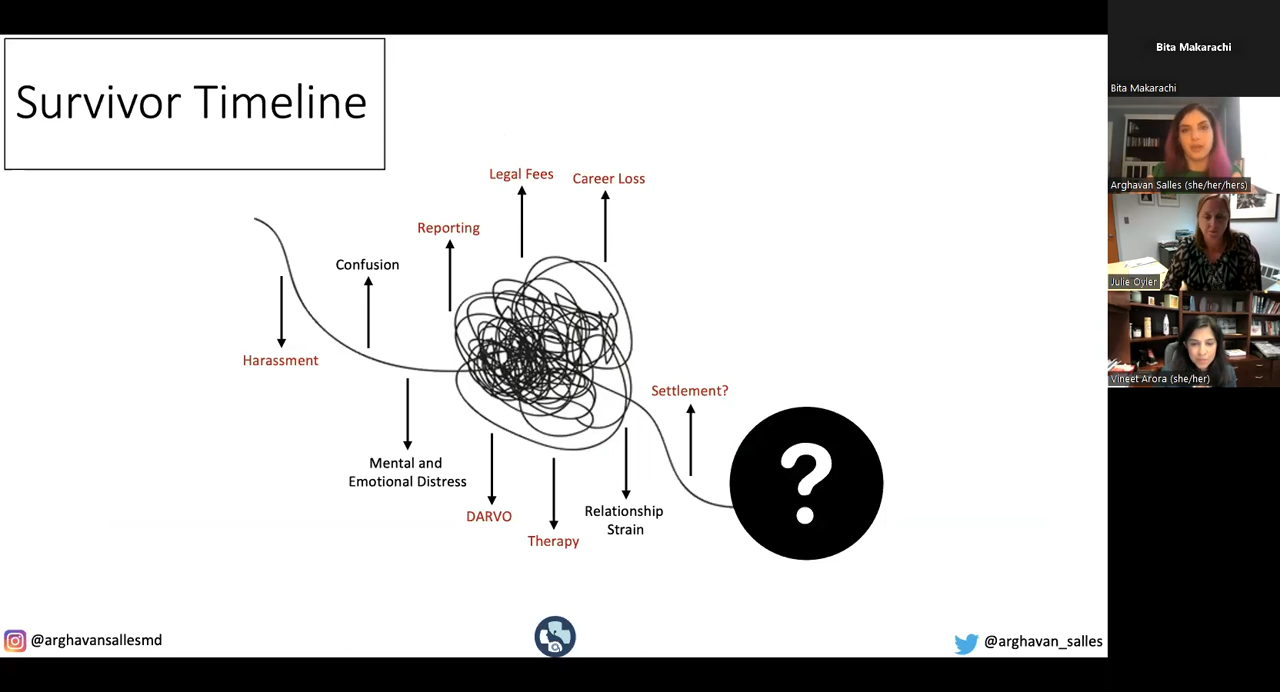 Survivor Timeline
Legal Fees
Career Loss
Reporting
Confusion
Harassment
Settlement?
Mental and
Emotional Distress
DARVO
Therapy
Relationship
Strain
?
@arghavansallesmd
@arghavan_salles
Bita Makarachi
Bita Makarachi
Arghavan Salles (she/her/hers)
Julie Oyler
Vineet Arora (she/her)